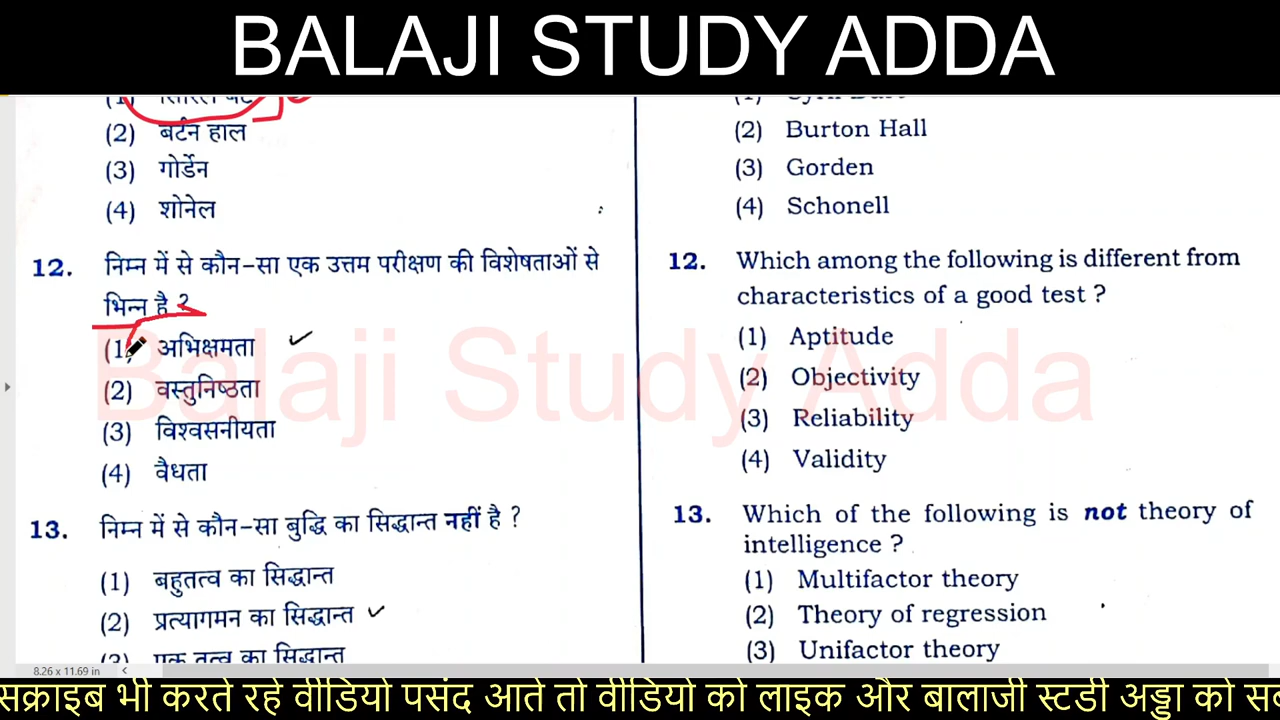 BALAJI STUDY ADDA
(2) बर्टन हाल
(3) गोर्डेन
(4) शोनेल
12. निम्न में से कौन-सा एक उत्तम परीक्षण की विशेषताओं से
भिन्न है ?
(1) अभिक्षमता
(2) वस्तुनिष्ठता
(3) विश्वसनीयता
(4) वैधता
13. निम्न में से कौन-सा बुद्धि का सिद्धान्त नहीं है ?
(1) बहुतत्व का सिद्धान्त
(2) प्रत्यागमन का सिद्धान्त
एक तत्व का सिद्धान्त
(2) Burton Hall
(3) Gorden
(4) Schonell
12. Which among the following is different from
characteristics of a good test ?
(1) Aptitude
(2) Objectivity
(3) Reliability
(4) Validity
13. Which of the following is not theory of
intelligence ?
(1) Multifactor theory
(2) Theory of regression
(3) Unifactor theory
Balaji Study Adda
8.26 x 11.69 in
सक्राइब भी करते रहे वीडियो पसंद आते तो वीडियो को लाइक और बालाजी स्टडी अड्डा को